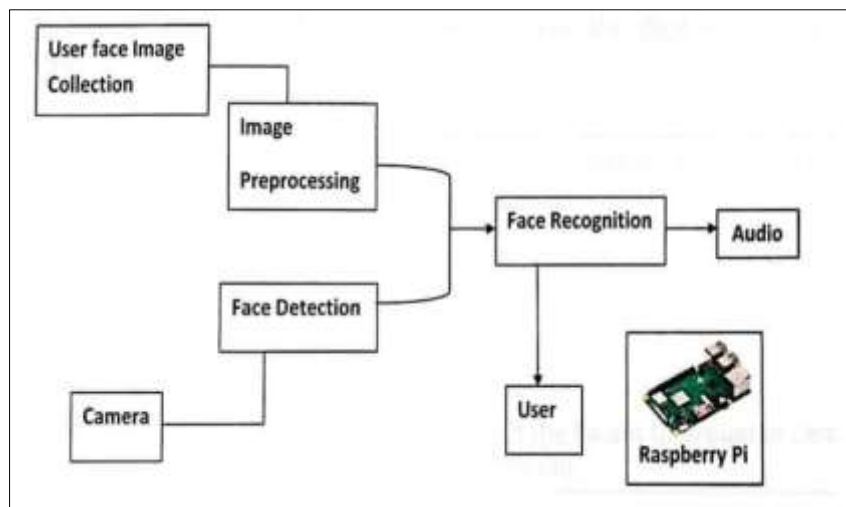 User face Image
Collection
Image
Preprocessing
Face Recognition
Audio
Face Detection
Camera
User
Raspberry Pi